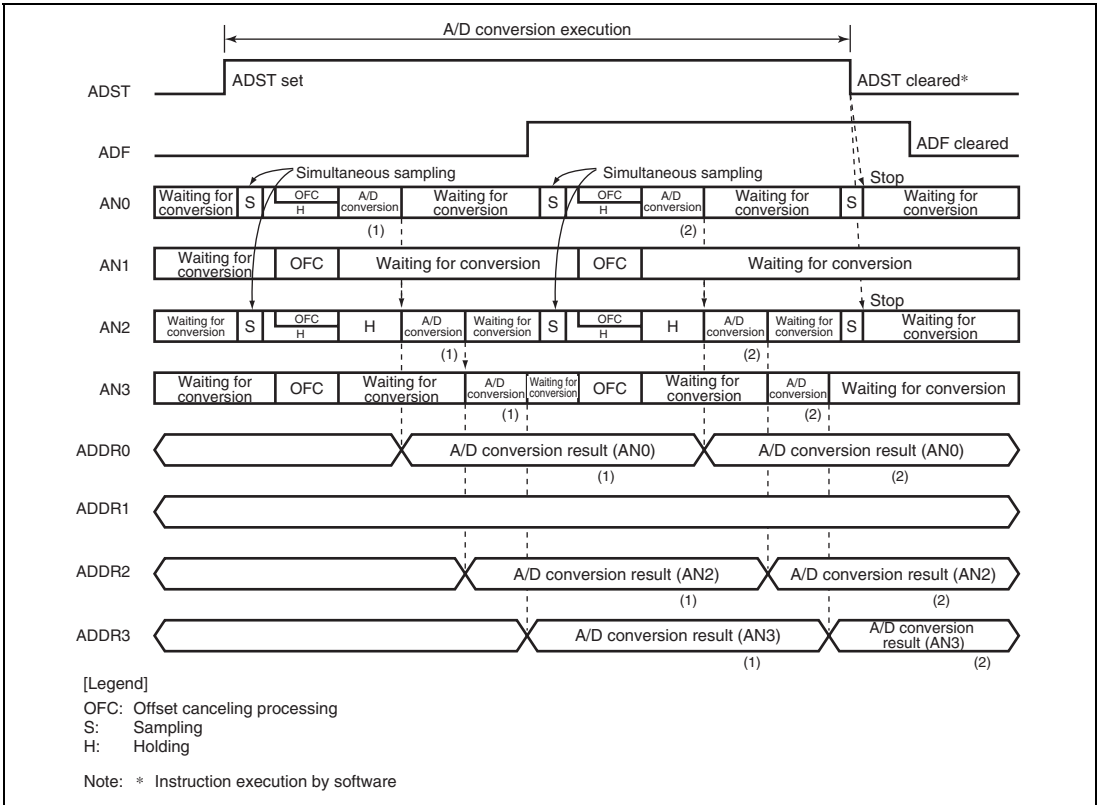 A/D conversion execution
ADST
ADST set
ADST cleared*
ADF
ADF cleared
Simultaneous sampling
Simultaneous sampling
Stop
AN0
Waiting for conversion
S
OFC
H
A/D conversion
Waiting for conversion
S
OFC
H
A/D conversion
Waiting for conversion
S
Waiting for conversion
(1)
(2)
AN1
Waiting for conversion
OFC
Waiting for conversion
OFC
Waiting for conversion
Stop
AN2
Waiting for conversion
S
OFC
H
H
A/D conversion
Waiting for conversion
S
OFC
H
H
A/D conversion
Waiting for conversion
S
Waiting for conversion
(1)
(2)
AN3
Waiting for conversion
OFC
Waiting for conversion
A/D conversion
Waiting for conversion
OFC
Waiting for conversion
A/D conversion
Waiting for conversion
(1)
(2)
ADDR0
A/D conversion result (AN0)
A/D conversion result (AN0)
(1)
(2)
ADDR1
ADDR2
A/D conversion result (AN2)
A/D conversion result (AN2)
(1)
(2)
ADDR3
A/D conversion result (AN3)
A/D conversion
result (AN3)
(1)
(2)
[Legend]
OFC: Offset canceling processing
S: Sampling
H: Holding
Note: * Instruction execution by software